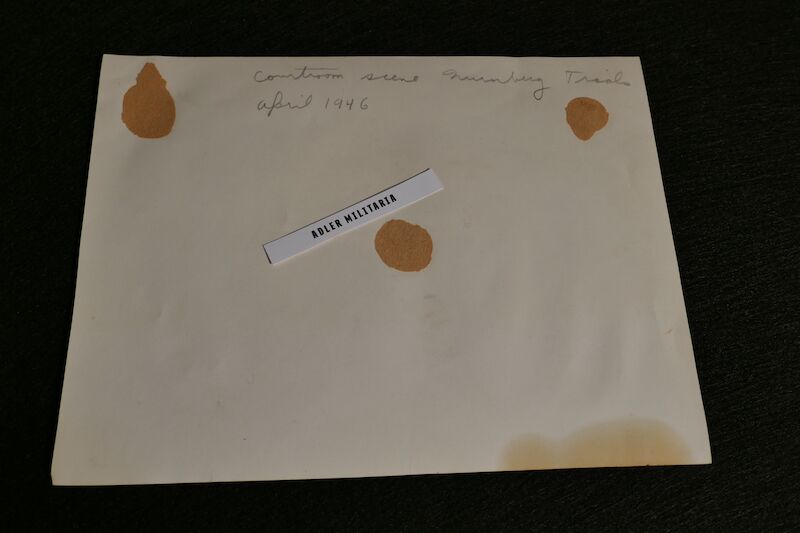 Courtroom scene Nurnberg Trials
April 1946
ADLER MILITARIA